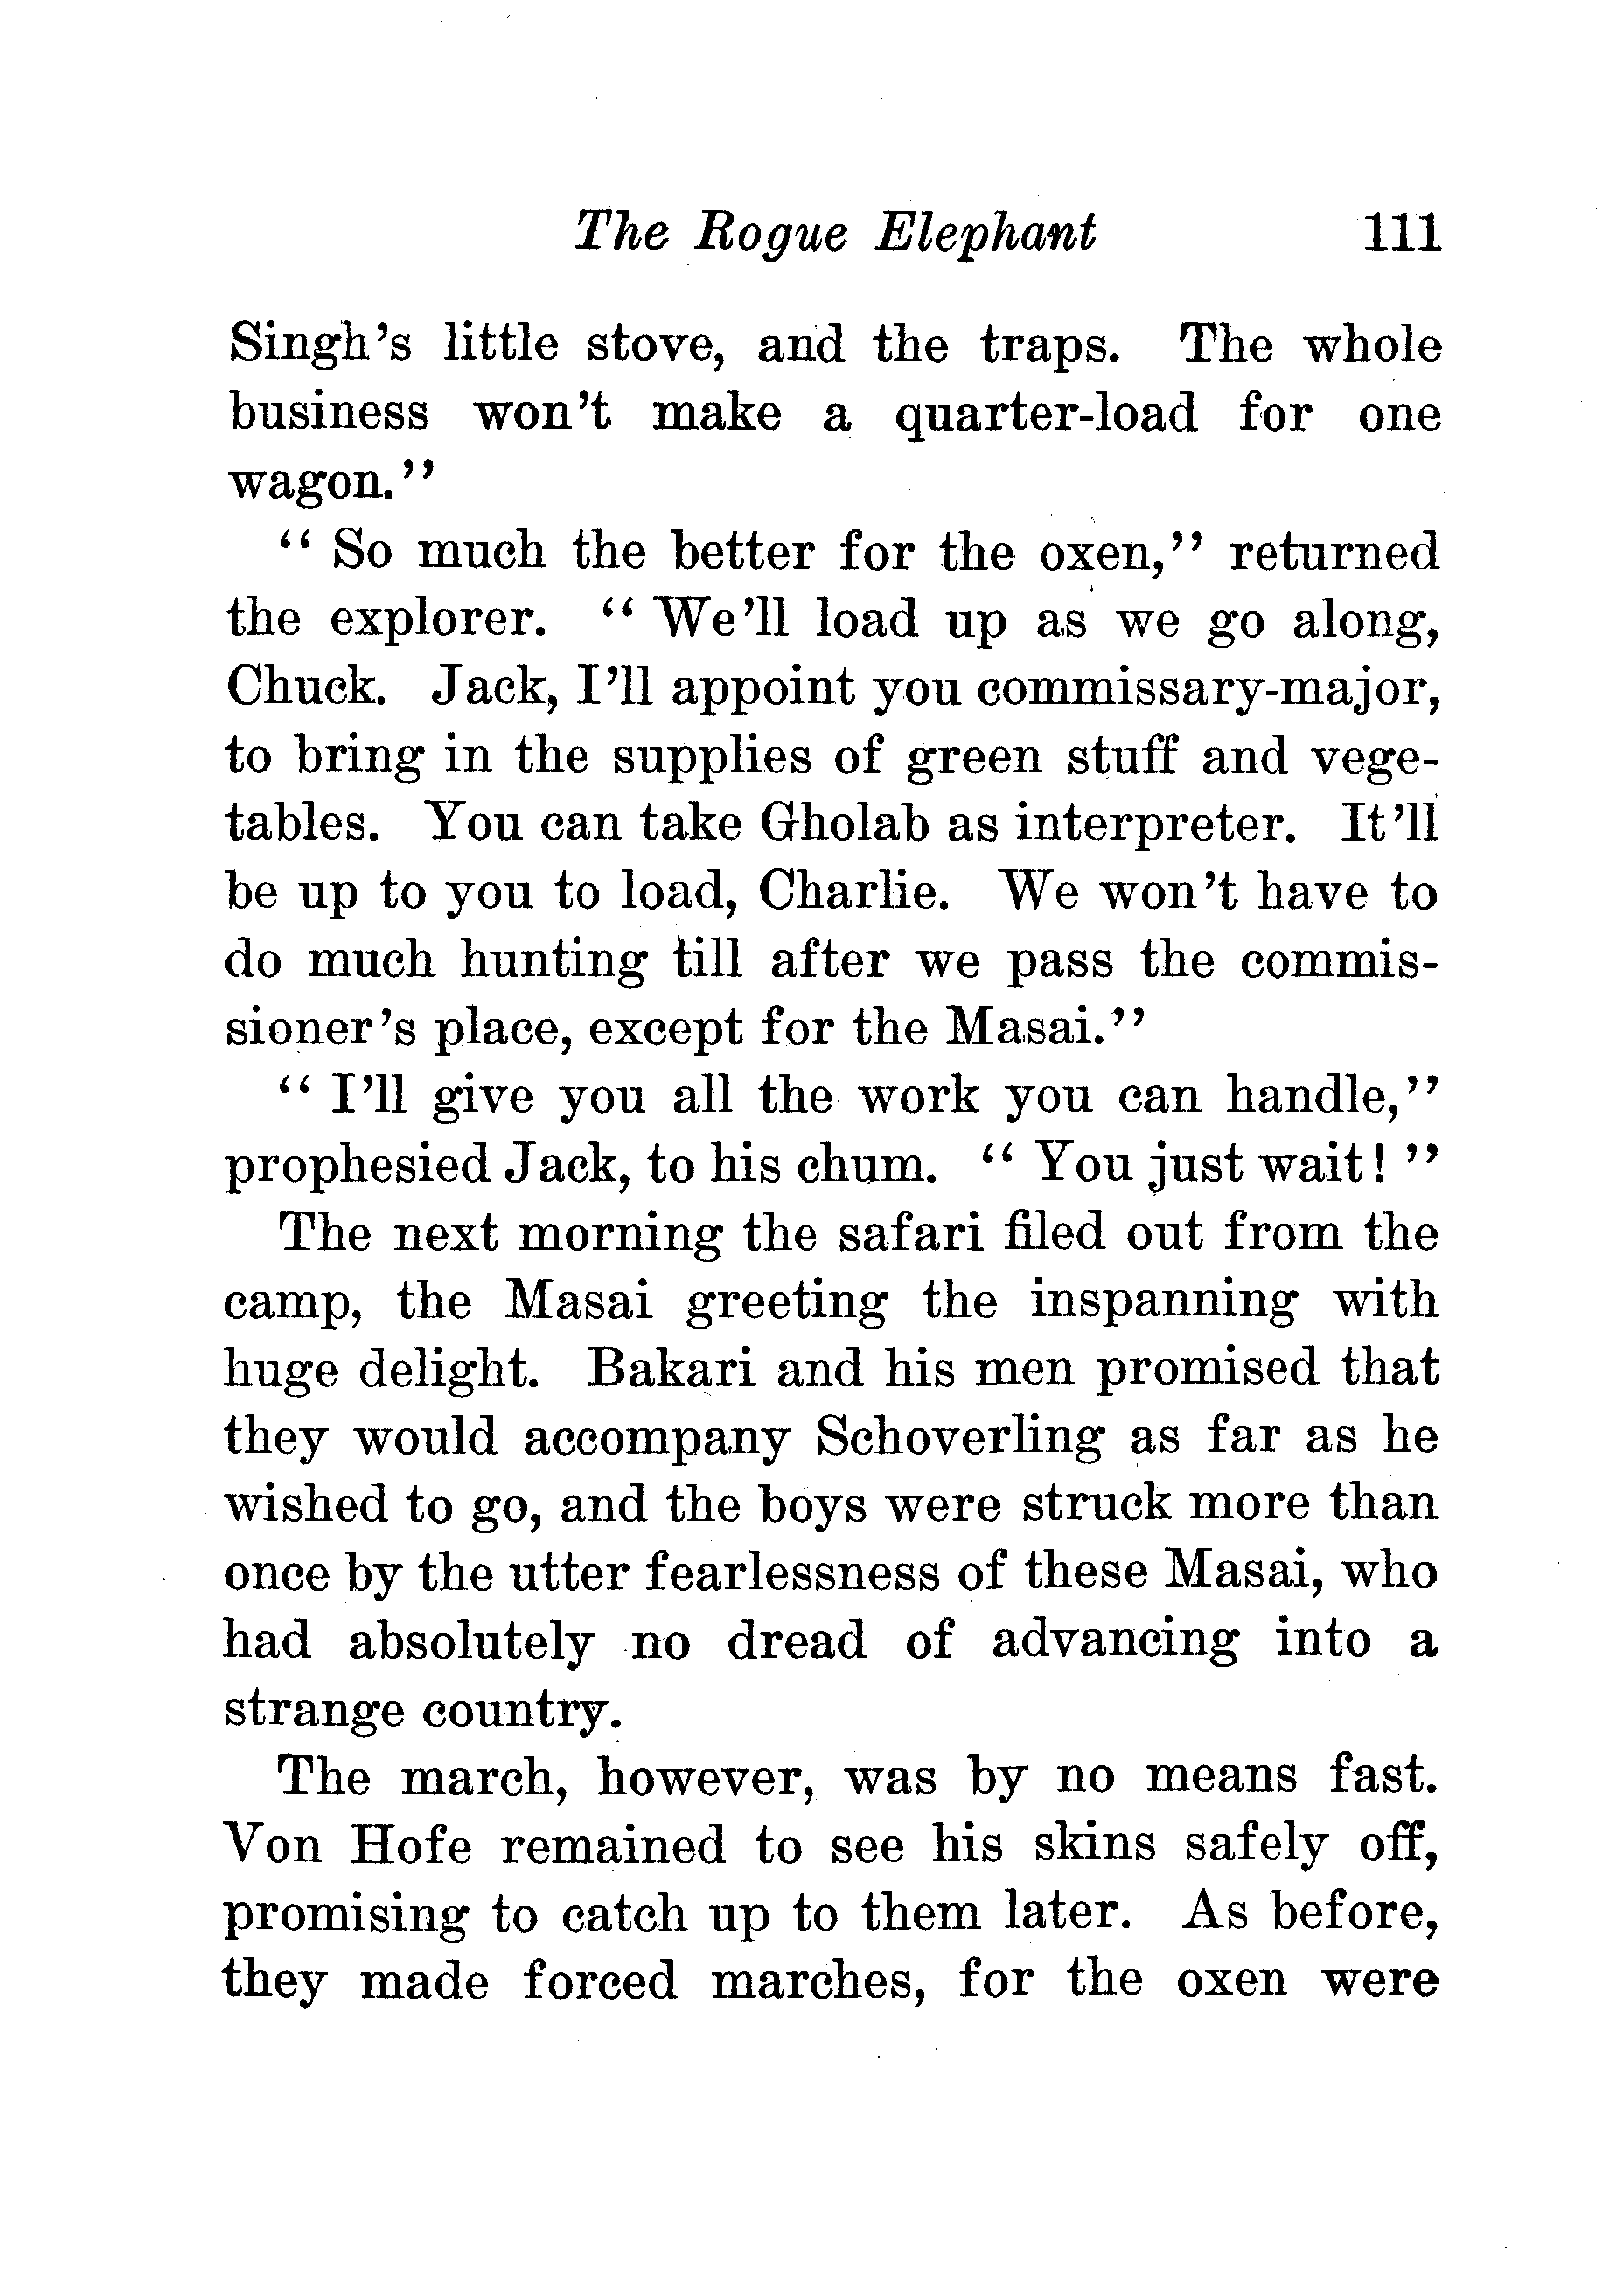 The Rogue Elephant 111
Singh's little stove, and the traps. The whole
business won't make a quarter-load for one
wagon."
" So much the better for the oxen," returned
the explorer. " We'll load up as we go along,
Chuck. Jack, I'll appoint you commissary-major,
to bring in the supplies of green stuff and vege-
tables. You can take Gholab as interpreter. It'll
be up to you to load, Charlie. We won't have to
do much hunting till after we pass the commis-
sioner's place, except for the Masai."
" I'll give you all the work you can handle,"
prophesied Jack, to his chum. " You just wait! "
The next morning the safari filed out from the
camp, the Masai greeting the inspanning with
huge delight. Bakari and his men promised that
they would accompany Schoverling as far as he
wished to go, and the boys were struck more than
once by the utter fearlessness of these Masai, who
had absolutely no dread of advancing into a
strange country.
The march, however, was by no means fast.
Von Hofe remained to see his skins safely off,
promising to catch up to them later. As before,
they made forced marches, for the oxen were